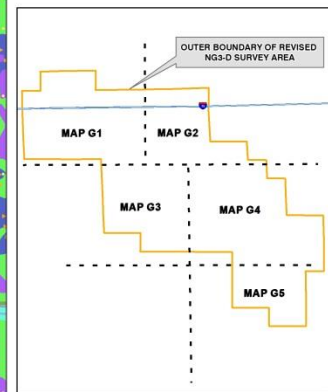 OUTER BOUNDARY OF REVISED
NG3-D SURVEY AREA
MAP G1
MAP G2
MAP G3
MAP G4
MAP G5